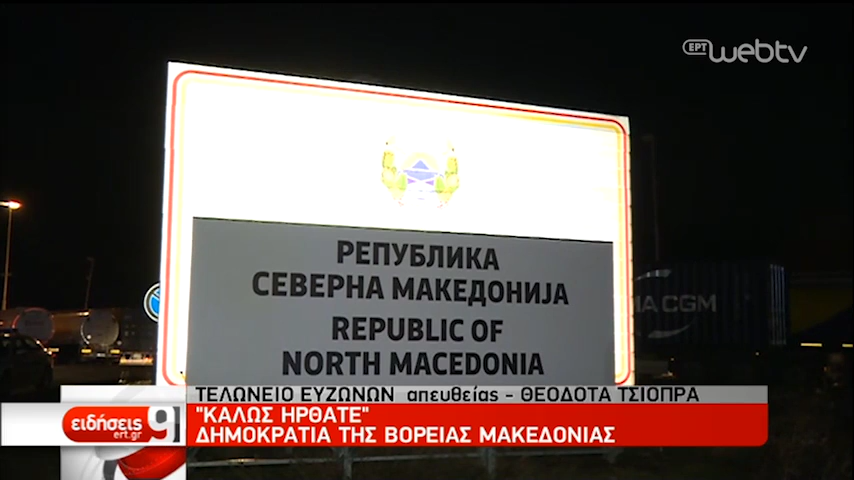 ΕΡΤ webtv
РЕПУБЛИКА
СЕВЕРНА МАКЕДОНИЈА
REPUBLIC OF
NORTH MACEDONIA
CMA CGM
ΤΕΛΩΝΕΙΟ ΕΥΖΩΝΩΝ απευθείας - ΘΕΟΔΟΤΑ ΤΣΙΟΠΡΑ
"ΚΑΛΩΣ ΗΡΘΑΤΕ"
ΔΗΜΟΚΡΑΤΙΑ ΤΗΣ ΒΟΡΕΙΑΣ ΜΑΚΕΔΟΝΙΑΣ
ειδήσεις 9
ert.gr